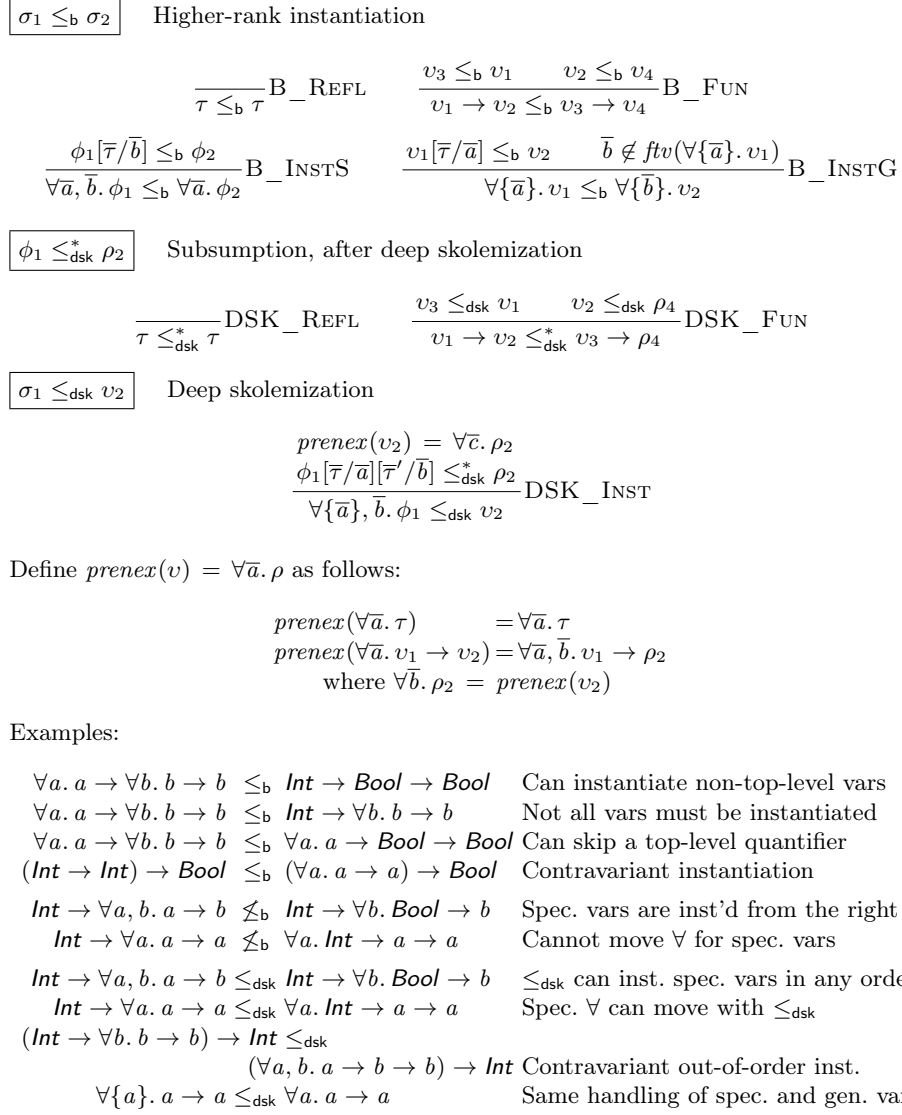 σ₁ ≤_b σ₂ Higher-rank instantiation
τ ≤_b τ B_Refl
υ₃ ≤_b υ₁ υ₂ ≤_b υ₄
υ₁ → υ₂ ≤_b υ₃ → υ₄ B_Fun
ϕ₁[τ̅/b̅] ≤_b ϕ₂
∀a̅, b̅. ϕ₁ ≤_b ∀a̅. ϕ₂ B_InstS
υ₁[τ̅/a̅] ≤_b υ₂ b̅ ∉ ftv(∀{a̅}. υ₁)
∀{a̅}. υ₁ ≤_b ∀{b̅}. υ₂ B_InstG
ϕ₁ ≤*_dsk ρ₂ Subsumption, after deep skolemization
τ ≤*_dsk τ DSK_Refl
υ₃ ≤_dsk υ₁ υ₂ ≤_dsk ρ₄
υ₁ → υ₂ ≤*_dsk υ₃ → ρ₄ DSK_Fun
σ₁ ≤_dsk υ₂ Deep skolemization
prenex(υ₂) = ∀c̅. ρ₂
ϕ₁[τ̅/a̅][τ̅′/b̅] ≤*_dsk ρ₂
∀{a̅}, b̅. ϕ₁ ≤_dsk υ₂ DSK_Inst
Define prenex(υ) = ∀a̅. ρ as follows:
prenex(∀a̅. τ) = ∀a̅. τ
prenex(∀a̅. υ₁ → υ₂) = ∀a̅, b̅. υ₁ → ρ₂
where ∀b̅. ρ₂ = prenex(υ₂)
Examples:
∀a. a → ∀b. b → b ≤_b Int → Bool → Bool Can instantiate non-top-level vars
∀a. a → ∀b. b → b ≤_b Int → ∀b. b → b Not all vars must be instantiated
∀a. a → ∀b. b → b ≤_b ∀a. a → Bool → Bool Can skip a top-level quantifier
(Int → Int) → Bool ≤_b (∀a. a → a) → Bool Contravariant instantiation
Int → ∀a, b. a → b ≰_b Int → ∀b. Bool → b Spec. vars are inst'd from the right
Int → ∀a. a → a ≰_b ∀a. Int → a → a Cannot move ∀ for spec. vars
Int → ∀a, b. a → b ≤_dsk Int → ∀b. Bool → b ≤_dsk can inst. spec. vars in any orde
Int → ∀a. a → a ≤_dsk ∀a. Int → a → a Spec. ∀ can move with ≤_dsk
(Int → ∀b. b → b) → Int ≤_dsk
(∀a, b. a → b → b) → Int Contravariant out-of-order inst.
∀{a}. a → a ≤_dsk ∀a. a → a Same handling of spec. and gen. va